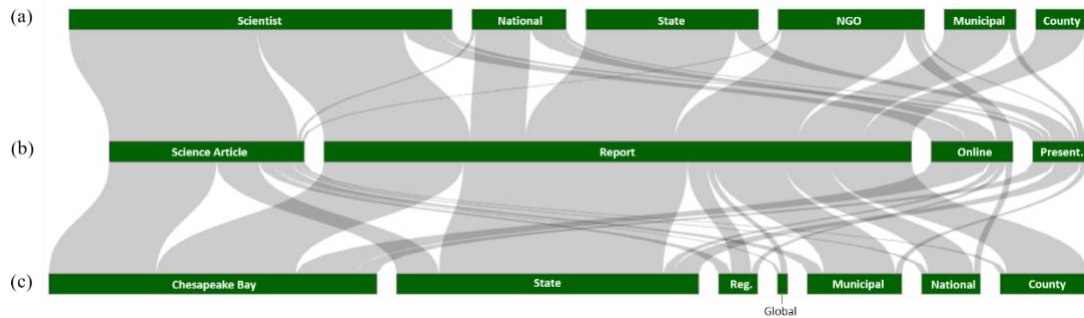 (a) Scientist National State NGO Municipal County
(b) Science Article Report Online Present.
(c) Chesapeake Bay State Reg. Municipal National County
Global